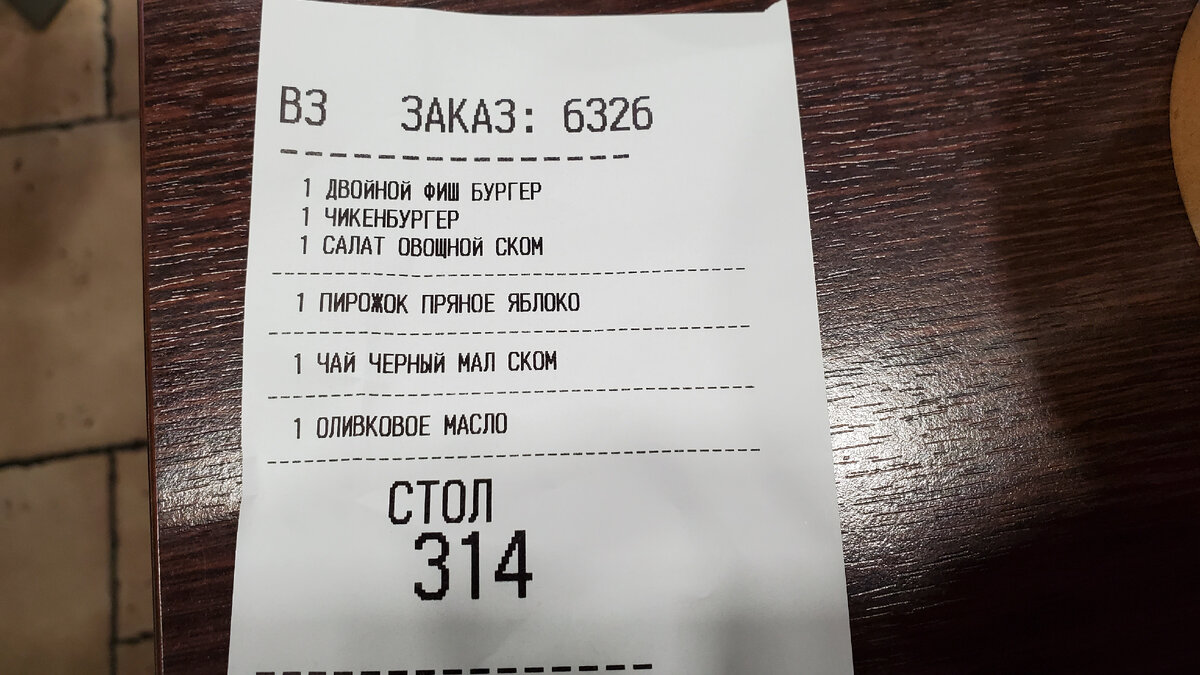 ВЗ ЗАКАЗ: 6326
1 ДВОЙНОЙ ФИШ БУРГЕР
1 ЧИКЕНБУРГЕР
1 САЛАТ ОВОЩНОЙ СКОМ
1 ПИРОЖОК ПРЯНОЕ ЯБЛОКО
1 ЧАЙ ЧЕРНЫЙ МАЛ СКОМ
1 ОЛИВКОВОЕ МАСЛО
СТОЛ
314